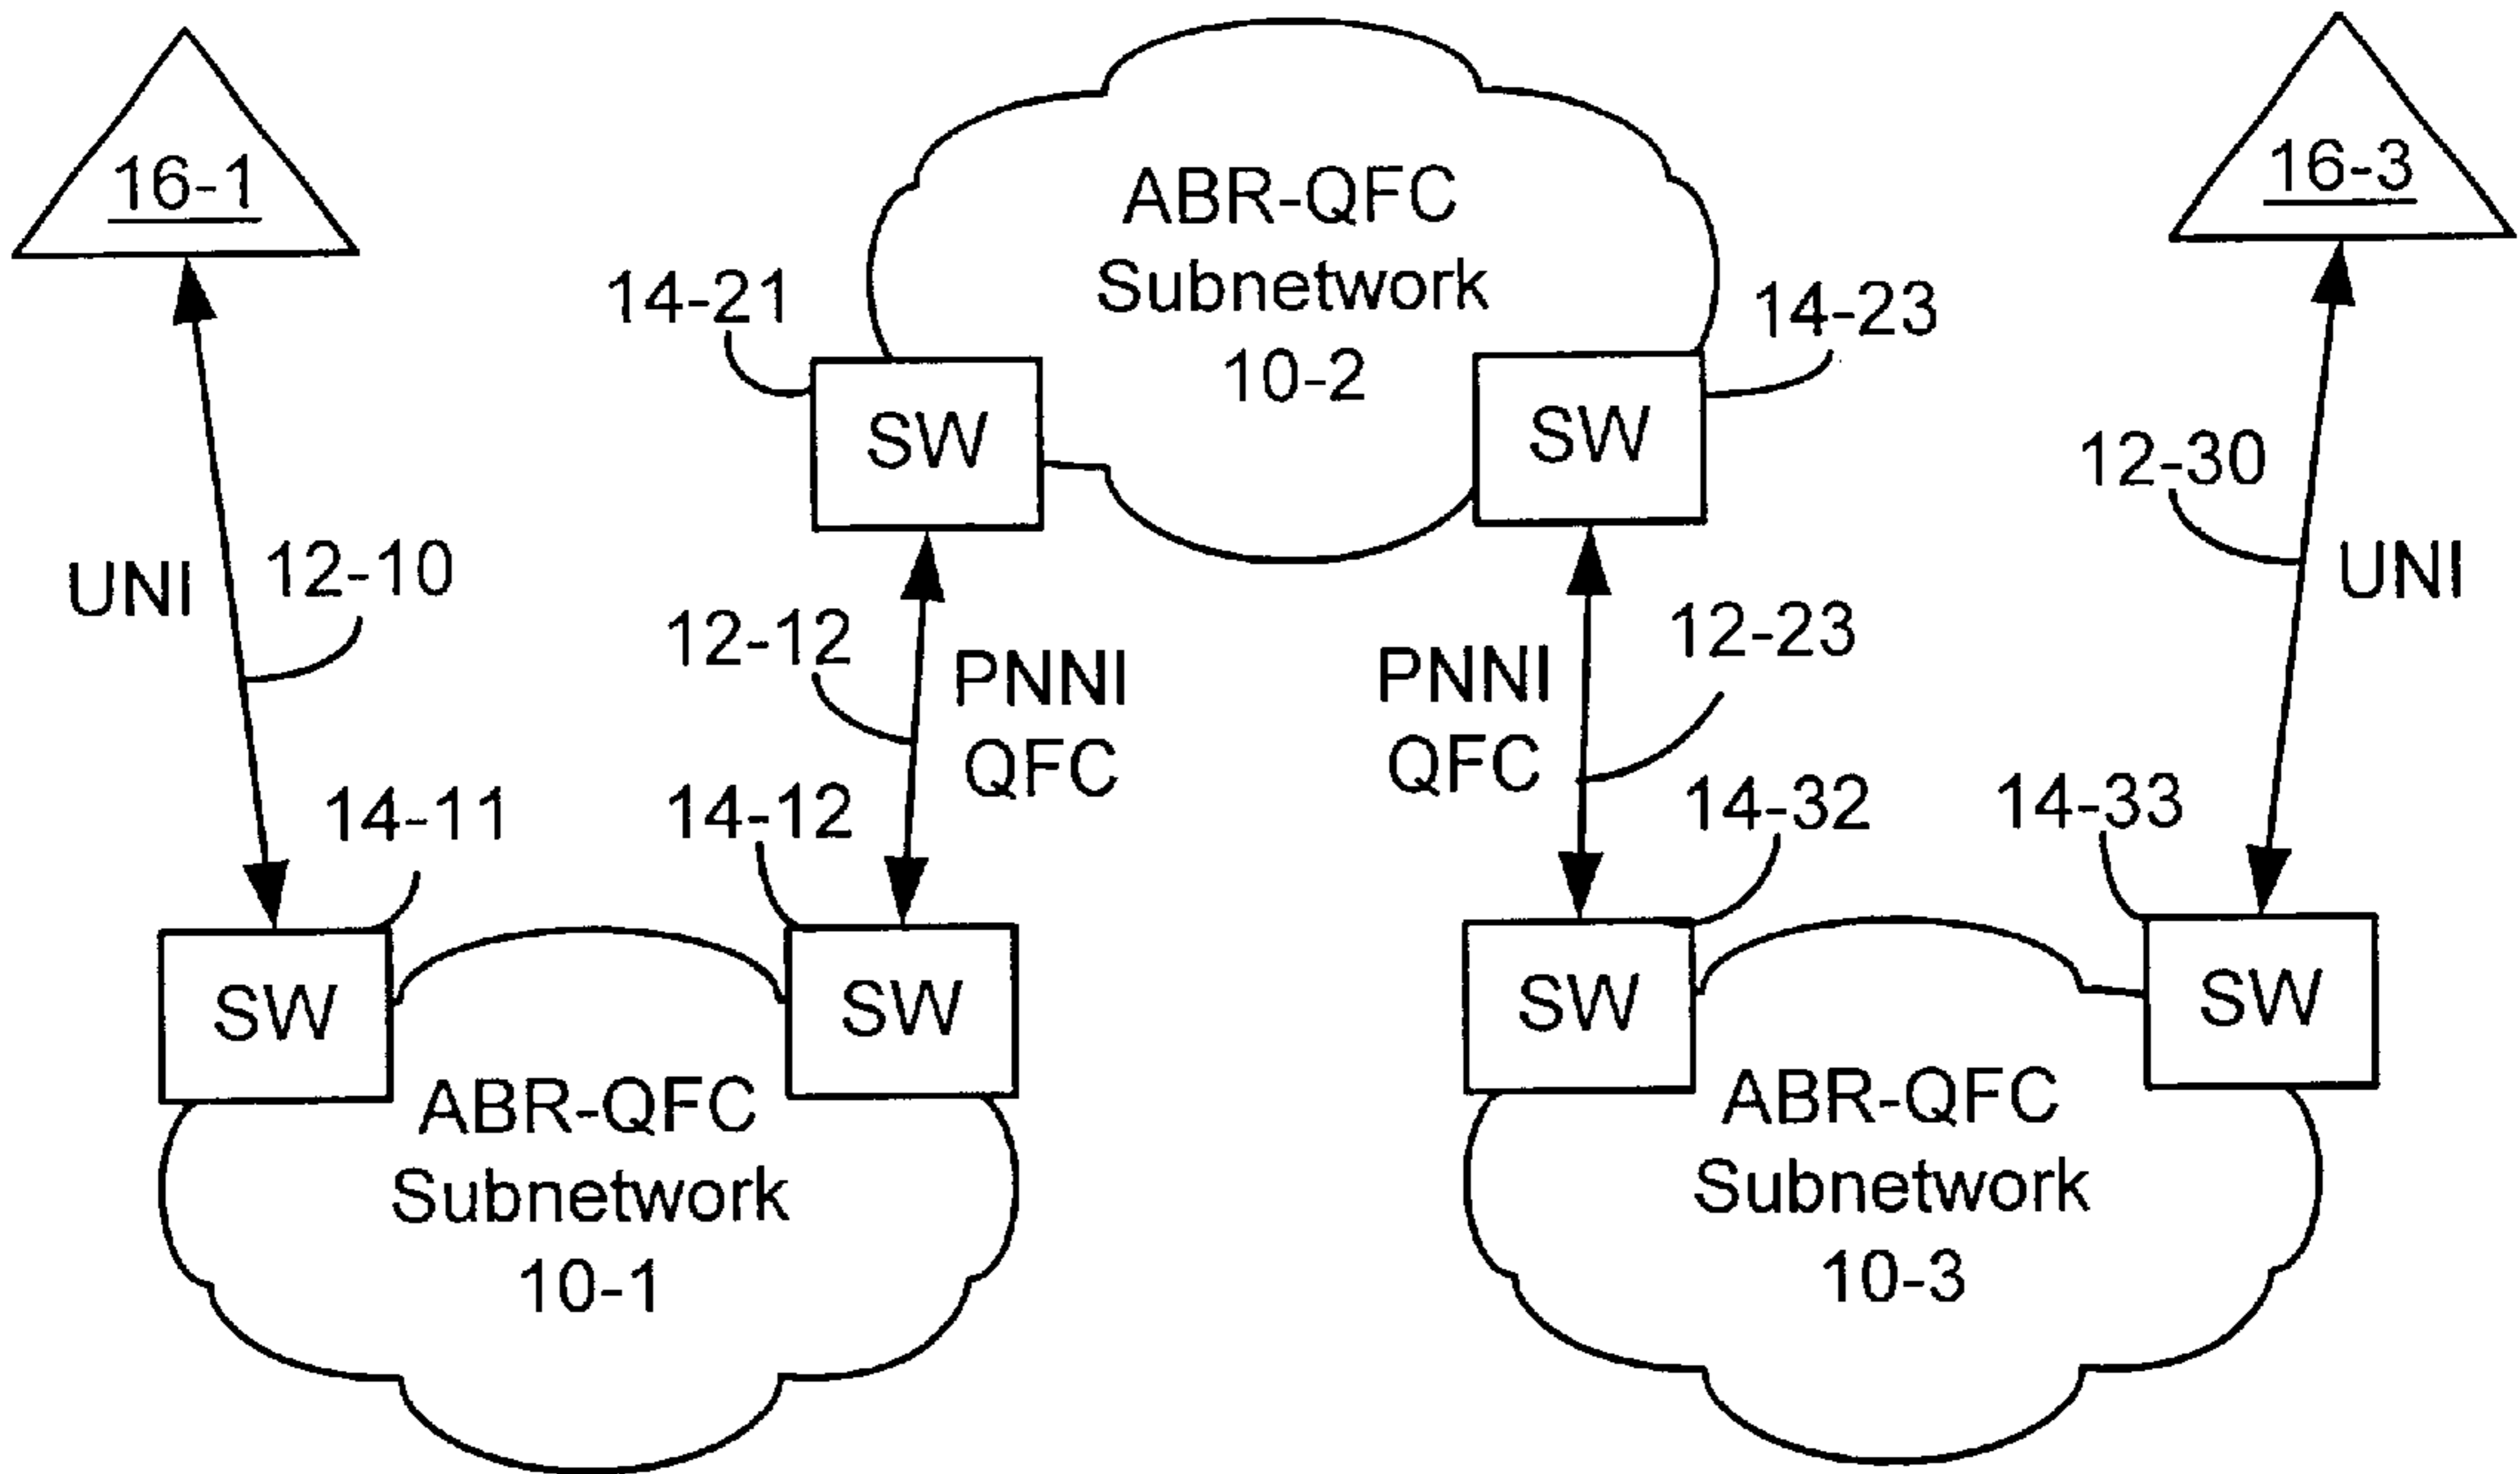 16-1
16-3
ABR-QFC
Subnetwork
10-2
14-21
14-23
SW
SW
12-30
UNI
12-10
UNI
12-12
PNNI
QFC
PNNI
QFC
12-23
14-11
14-12
14-32
14-33
SW
SW
SW
SW
ABR-QFC
Subnetwork
10-1
ABR-QFC
Subnetwork
10-3